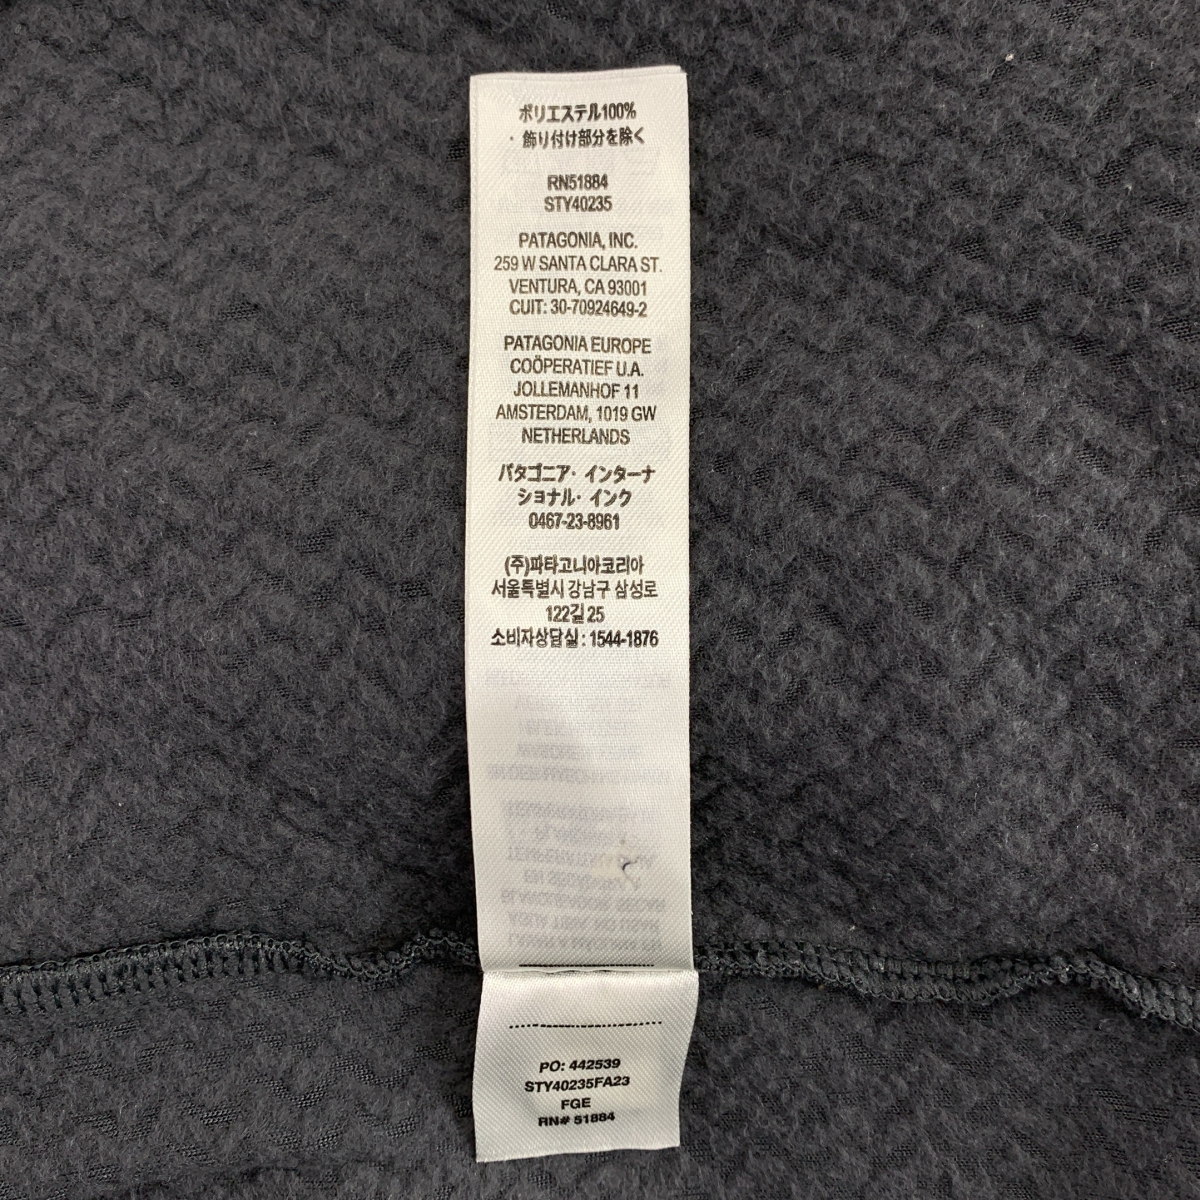 ポリエステル100%
・飾り付け部分を除く
RN51884
STY40235
PATAGONIA, INC.
259 W SANTA CLARA ST.
VENTURA, CA 93001
CUIT: 30-70924649-2
PATAGONIA EUROPE
COÖPERATIEF U.A.
JOLLEMANHOF 11
AMSTERDAM, 1019 GW
NETHERLANDS
パタゴニア・インターナ
ショナル・インク
0467-23-8961
(주)파타고니아코리아
서울특별시 강남구 삼성로
122길 25
소비자상담실 : 1544-1876
PO: 442539
STY40235FA23
FGE
RN# 51884